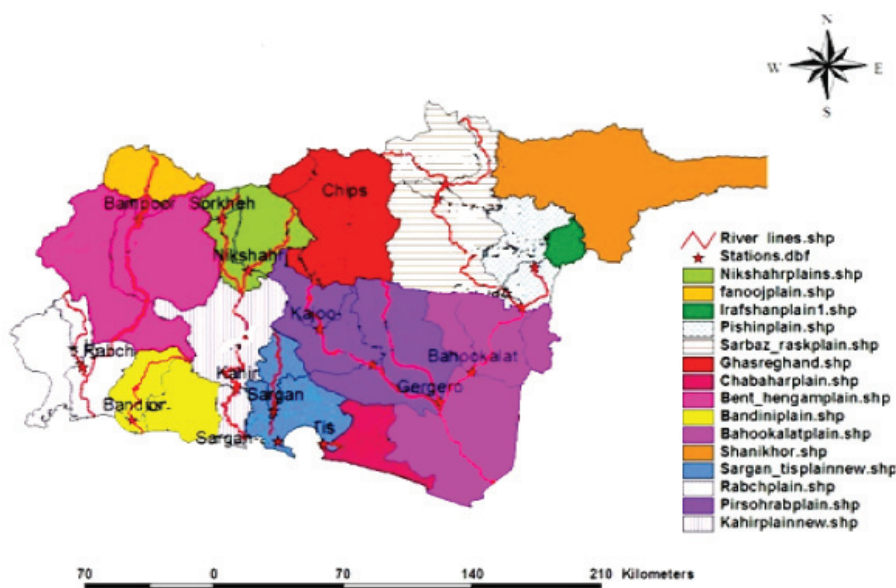 N
W E
S
Chips
Bampoor Sorkheh
Nikshahr
Kajoo
Rabch
Bahookalat
Kahir
Gergero
Sargan
Tis
Sargan
River_lines.shp
Stations.dbf
Nikshahrplains.shp
fanoojplain.shp
Irafshanplain1.shp
Pishinplain.shp
Sarbaz_raskplain.shp
Ghasreghand.shp
Chabaharplain.shp
Bent_hengamplain.shp
Bandiniplain.shp
Bahookalatplain.shp
Shanikhor.shp
Sargan_tisplainnew.shp
Rabchplain.shp
Pirsohrabplain.shp
Kahirplainnew.shp
70 0 70 140 210 Kilometers